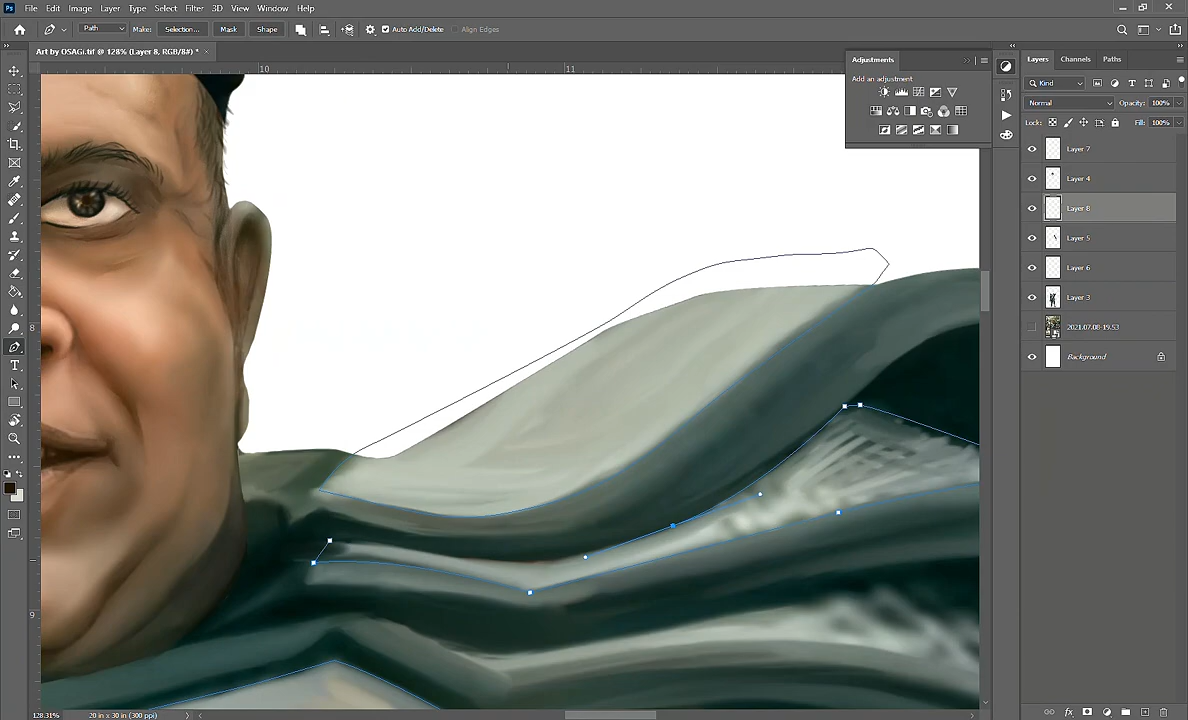 Ps File Edit Image Layer Type Select Filter 3D View Window Help
Path Make: Selection... Mask Shape Auto Add/Delete Align Edges
Art by OSAGi.tif @ 128% (Layer 8, RGB/8#) * ×
10 11
Adjustments
Add an adjustment
Layers Channels Paths
Kind
Normal Opacity: 100%
Lock: Fill: 100%
Layer 7
Layer 4
Layer 8
Layer 5
Layer 6
Layer 3
2021.07.08-19.53
Background
8
T
9
128.31% 20 in x 30 in (300 ppi)
fx